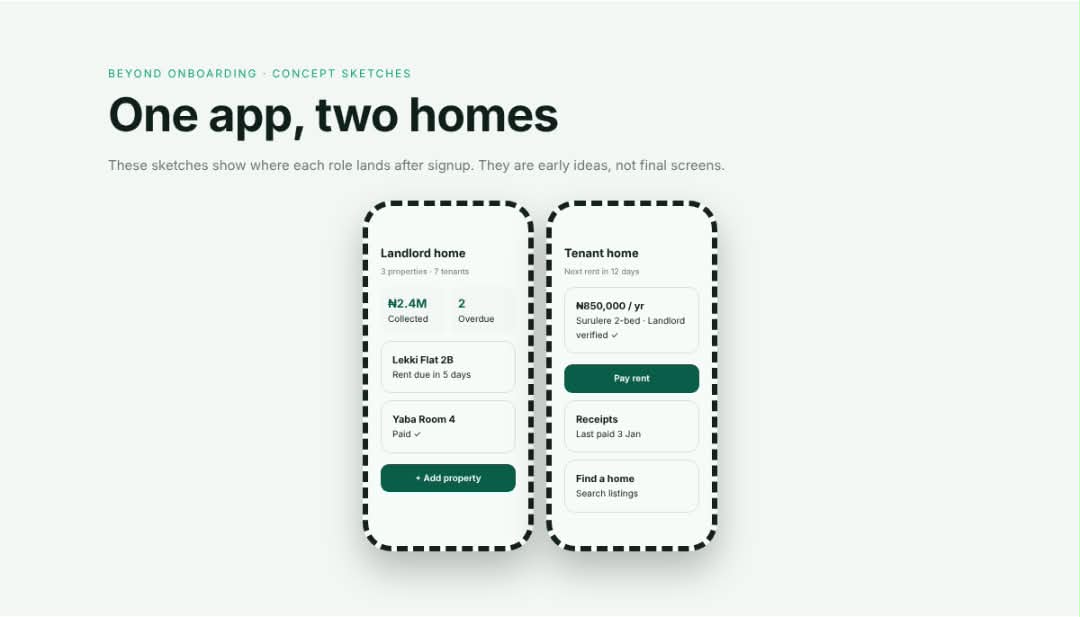 BEYOND ONBOARDING · CONCEPT SKETCHES
One app, two homes
These sketches show where each role lands after signup. They are early ideas, not final screens.
Landlord home
3 properties · 7 tenants
₦2.4M
Collected
2
Overdue
Lekki Flat 2B
Rent due in 5 days
Yaba Room 4
Paid ✓
+ Add property
Tenant home
Next rent in 12 days
₦850,000 / yr
Surulere 2-bed · Landlord
verified ✓
Pay rent
Receipts
Last paid 3 Jan
Find a home
Search listings